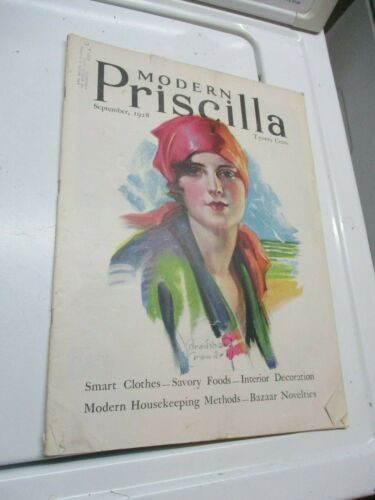 MODERN
Priscilla
September, 1928
Twenty Cents
Smart Clothes — Savory Foods — Interior Decoration
Modern Housekeeping Methods — Bazaar Novelties